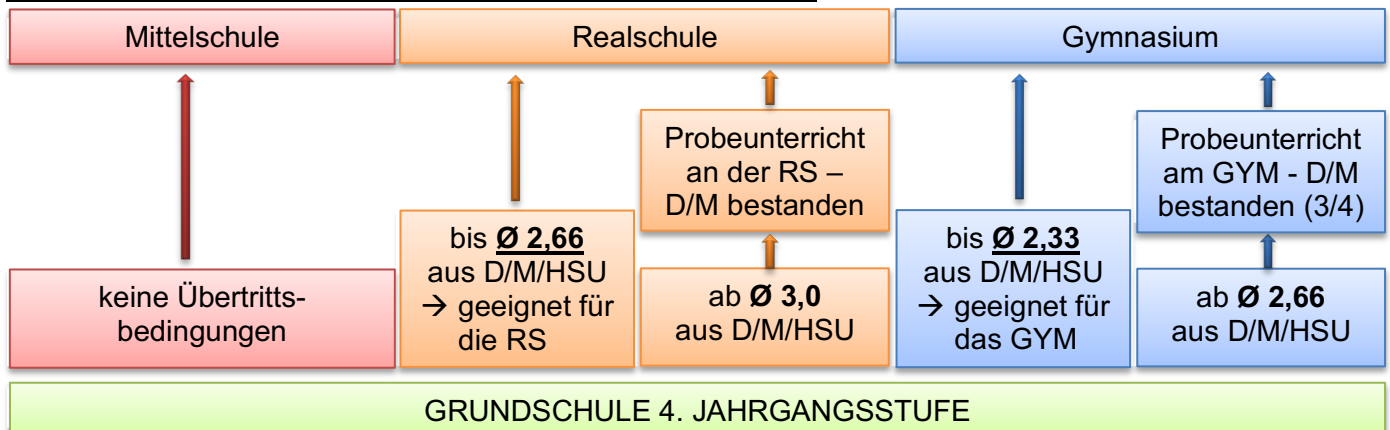 Mittelschule
Realschule
Gymnasium
keine Übertritts-
bedingungen
bis Ø 2,66
aus D/M/HSU
→ geeignet für
die RS
Probeunterricht
an der RS –
D/M bestanden
ab Ø 3,0
aus D/M/HSU
bis Ø 2,33
aus D/M/HSU
→ geeignet für
das GYM
Probeunterricht
am GYM - D/M
bestanden (3/4)
ab Ø 2,66
aus D/M/HSU
GRUNDSCHULE 4. JAHRGANGSSTUFE